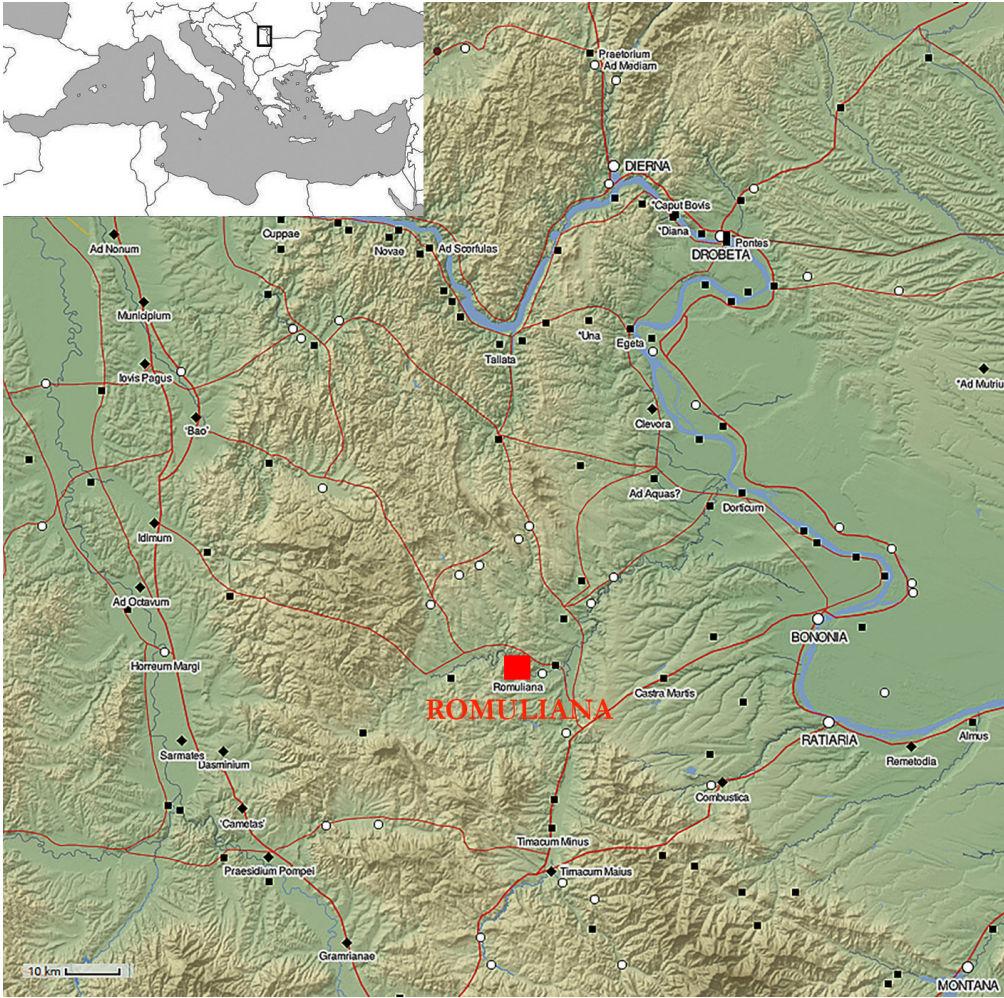 Praetorium
Ad Mediam
DIERNA
*Caput Bovis
*Diana
Pontes
DROBETA
Cuppae
Novae
Ad Scorfulas
Ad Nonum
Municipium
Iovis Pagus
'Bao'
Tallata
*Una
Egeta
*Ad Mutriu
Clevora
Ad Aquas?
Dorticum
Idimum
Ad Octavum
Horreum Margi
BONONIA
Romuliana
ROMULIANA
Castra Martis
RATIARIA
Almus
Remetodia
Sarmates
Dasminium
Combustica
'Cametas'
Timacum Minus
Praesidium Pompei
Timacum Maius
Gramrianae
10 km
MONTANA